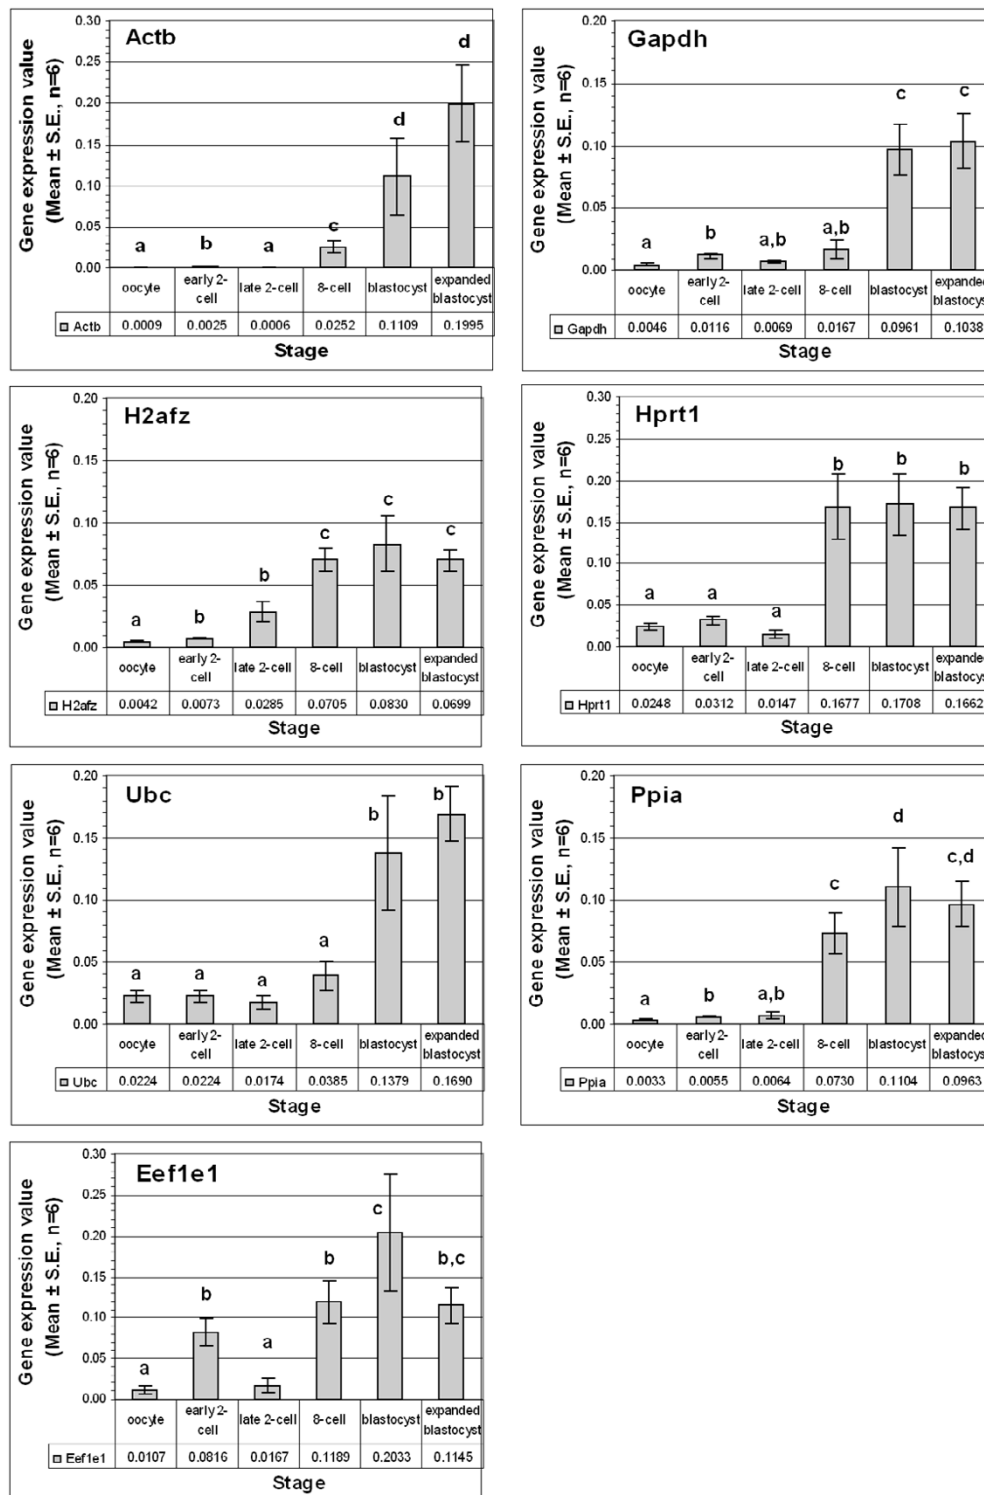 Actb
Gene expression value
(Mean ± S.E., n=6)
0.30
0.25
0.20
0.15
0.10
0.05
0.00
a b a c d d
oocyte early 2-cell late 2-cell 8-cell blastocyst expanded blastocyst
Actb 0.0009 0.0025 0.0006 0.0252 0.1109 0.1995
Stage
Gapdh
Gene expression value
(Mean ± S.E., n=6)
0.20
0.15
0.10
0.05
0.00
a b a,b a,b c c
oocyte early 2-cell late 2-cell 8-cell blastocyst expanded blastocyst
Gapdh 0.0046 0.0116 0.0069 0.0167 0.0961 0.1038
Stage
H2afz
Gene expression value
(Mean ± S.E., n=6)
0.20
0.15
0.10
0.05
0.00
a b b c c c
oocyte early 2-cell late 2-cell 8-cell blastocyst expanded blastocyst
H2afz 0.0042 0.0073 0.0285 0.0705 0.0830 0.0699
Stage
Hprt1
Gene expression value
(Mean ± S.E., n=6)
0.30
0.25
0.20
0.15
0.10
0.05
0.00
a a a b b b
oocyte early 2-cell late 2-cell 8-cell blastocyst expanded blastocyst
Hprt1 0.0248 0.0312 0.0147 0.1677 0.1708 0.1662
Stage
Ubc
Gene expression value
(Mean ± S.E., n=6)
0.20
0.15
0.10
0.05
0.00
a a a a b b
oocyte early 2-cell late 2-cell 8-cell blastocyst expanded blastocyst
Ubc 0.0224 0.0224 0.0174 0.0385 0.1379 0.1690
Stage
Ppia
Gene expression value
(Mean ± S.E., n=6)
0.20
0.15
0.10
0.05
0.00
a b a,b c d c,d
oocyte early 2-cell late 2-cell 8-cell blastocyst expanded blastocyst
Ppia 0.0033 0.0055 0.0064 0.0730 0.1104 0.0963
Stage
Eef1e1
Gene expression value
(Mean ± S.E., n=6)
0.30
0.25
0.20
0.15
0.10
0.05
0.00
a b a b c b,c
oocyte early 2-cell late 2-cell 8-cell blastocyst expanded blastocyst
Eef1e1 0.0107 0.0816 0.0167 0.1189 0.2033 0.1145
Stage